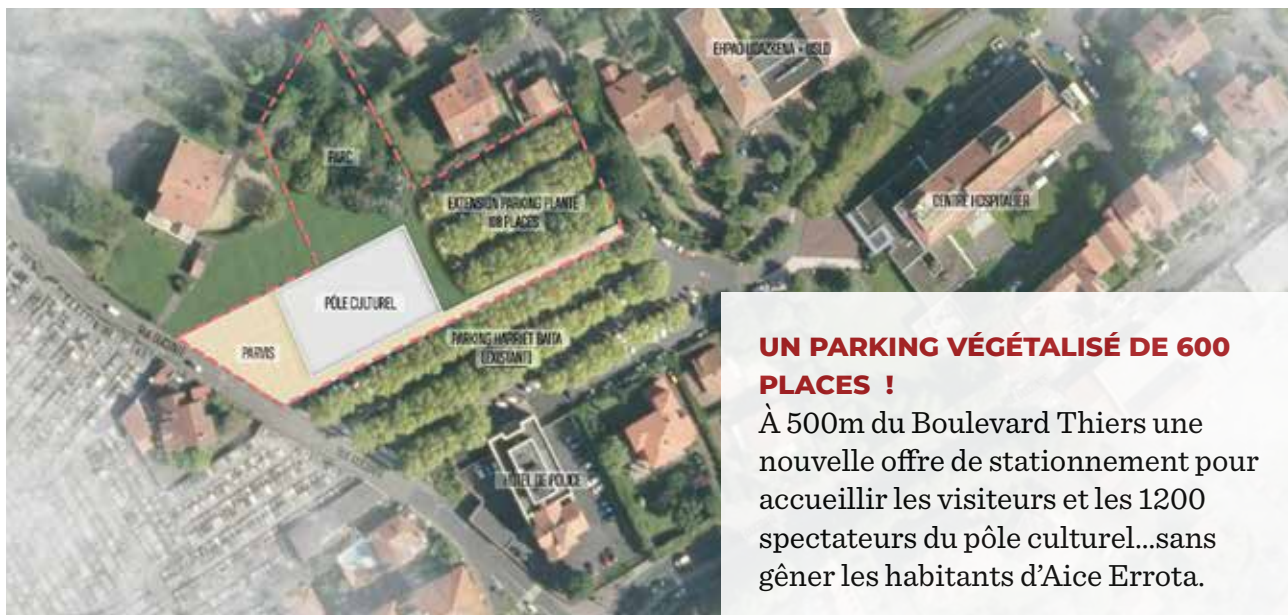 EHPAD UDAZKENA + USLD
PARC
EXTENSION PARKING PLANTÉ
108 PLACES
CENTRE HOSPITALIER
PÔLE CULTUREL
PARVIS
PARKING HARRIET BAITA
(EXISTANT)
HÔTEL DE POLICE
UN PARKING VÉGÉTALISÉ DE 600
PLACES !
À 500m du Boulevard Thiers une
nouvelle offre de stationnement pour
accueillir les visiteurs et les 1200
spectateurs du pôle culturel...sans
gêner les habitants d’Aice Errota.